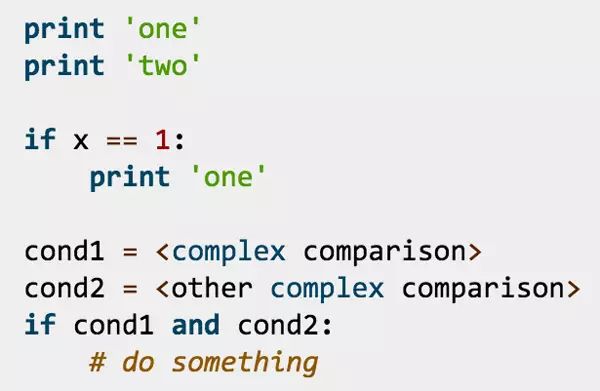 print 'one'
print 'two'
if x == 1:
    print 'one'
cond1 = <complex comparison>
cond2 = <other complex comparison>
if cond1 and cond2:
    # do something